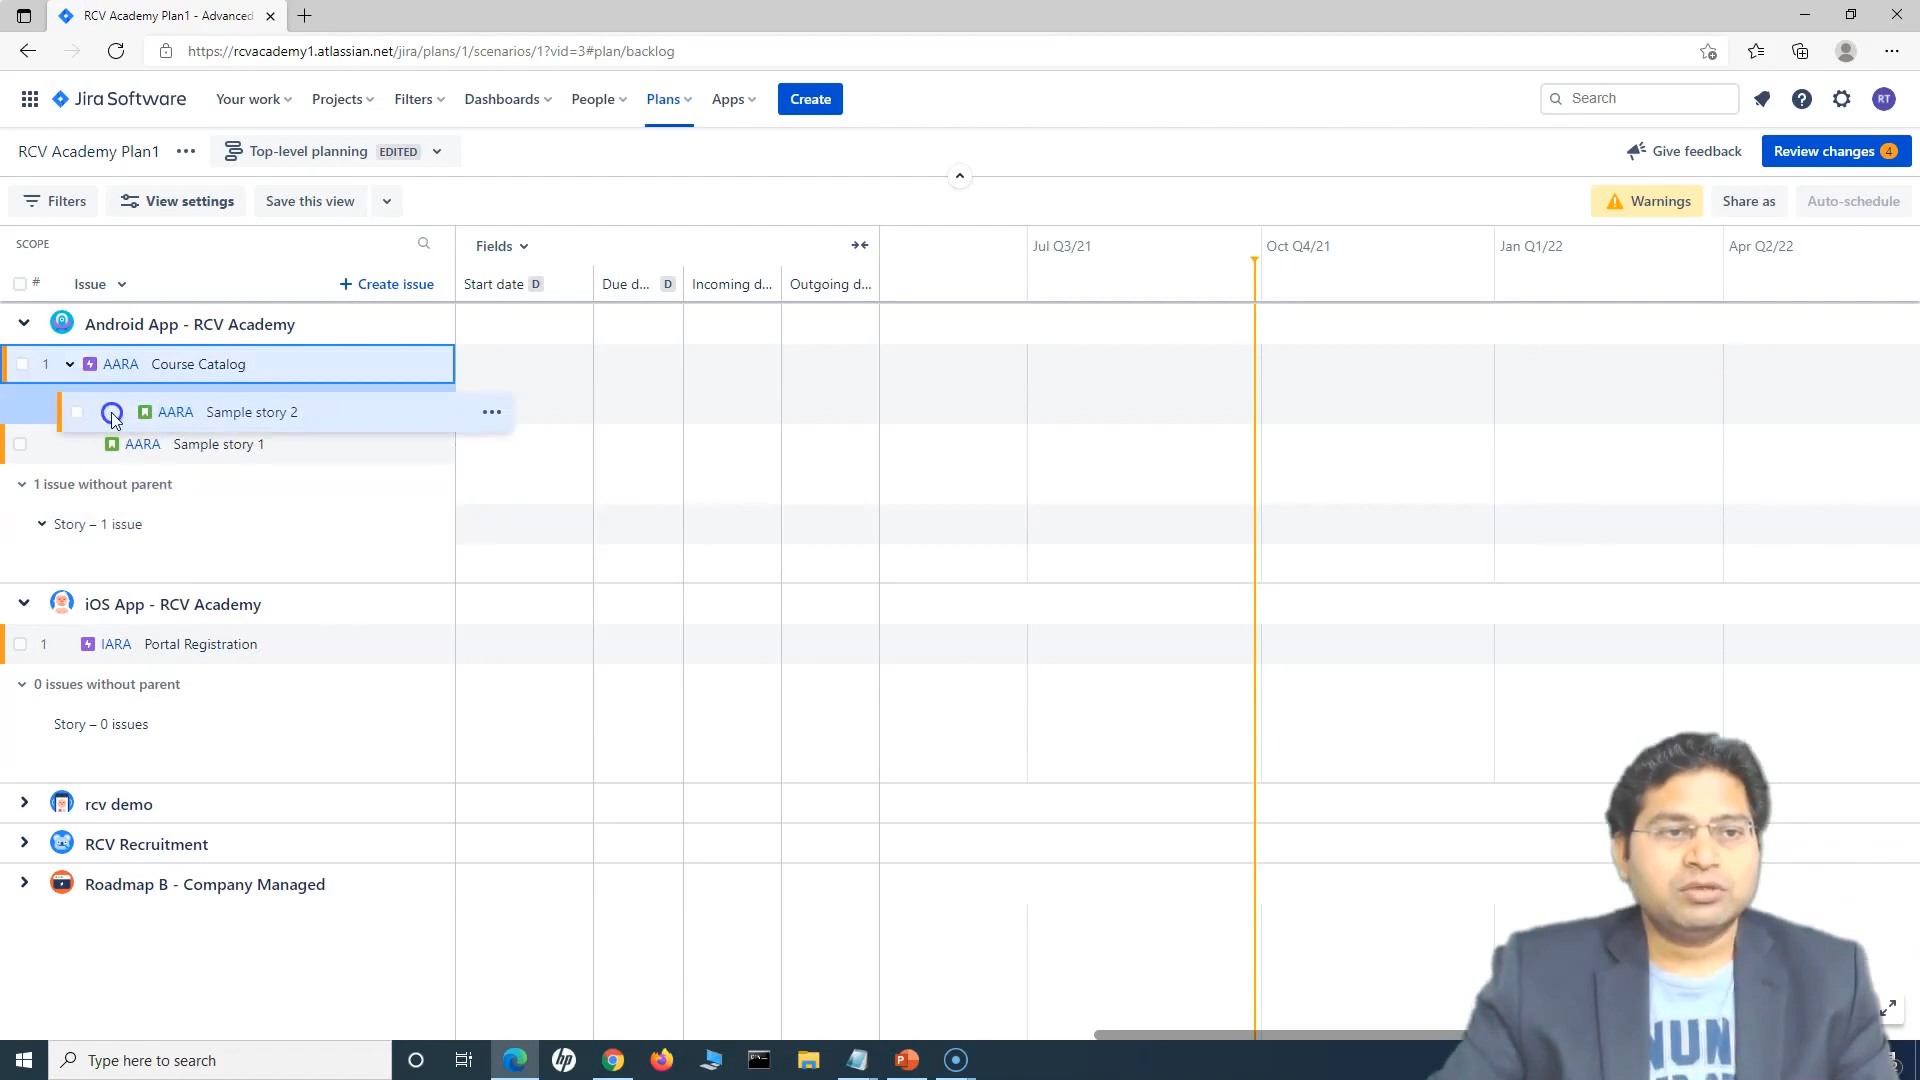 RCV Academy Plan1 - Advanced
https://rcvacademy1.atlassian.net/jira/plans/1/scenarios/1?vid=3#plan/backlog
Jira Software Your work Projects Filters Dashboards People Plans Apps Create Search RT
RCV Academy Plan1 Top-level planning EDITED Give feedback Review changes 4
Filters View settings Save this view Warnings Share as Auto-schedule
SCOPE Fields Jul Q3/21 Oct Q4/21 Jan Q1/22 Apr Q2/22
# Issue + Create issue Start date D Due d... D Incoming d... Outgoing d...
Android App - RCV Academy
1 AARA Course Catalog
AARA Sample story 2
AARA Sample story 1
1 issue without parent
Story – 1 issue
iOS App - RCV Academy
1 IARA Portal Registration
0 issues without parent
Story – 0 issues
rcv demo
RCV Recruitment
Roadmap B - Company Managed
Type here to search
hp